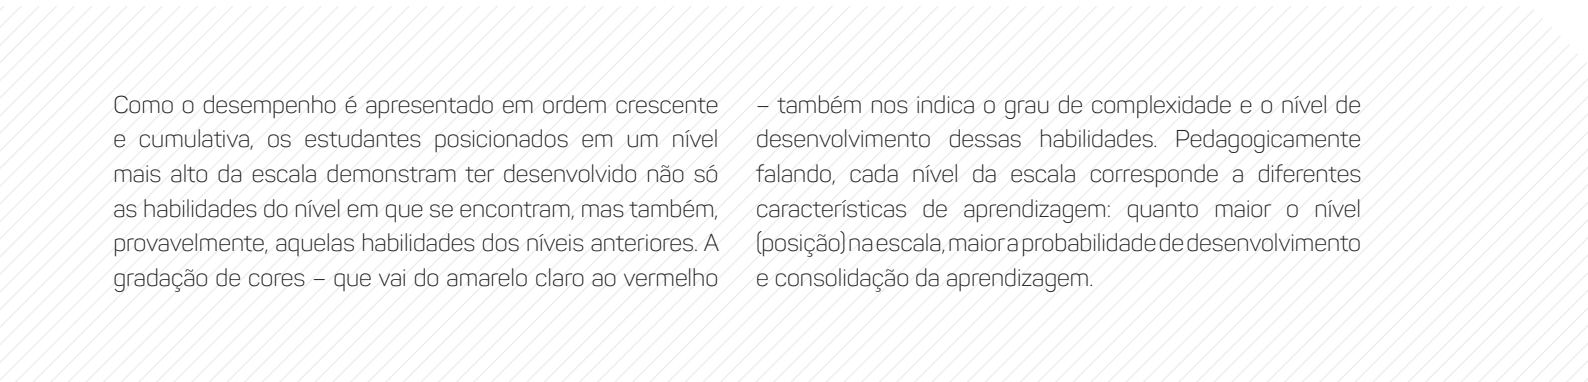 Como o desempenho é apresentado em ordem crescente
e cumulativa, os estudantes posicionados em um nível
mais alto da escala demonstram ter desenvolvido não só
as habilidades do nível em que se encontram, mas também,
provavelmente, aquelas habilidades dos níveis anteriores. A
gradação de cores – que vai do amarelo claro ao vermelho
– também nos indica o grau de complexidade e o nível de
desenvolvimento dessas habilidades. Pedagogicamente
falando, cada nível da escala corresponde a diferentes
características de aprendizagem: quanto maior o nível
(posição) na escala, maior a probabilidade de desenvolvimento
e consolidação da aprendizagem.